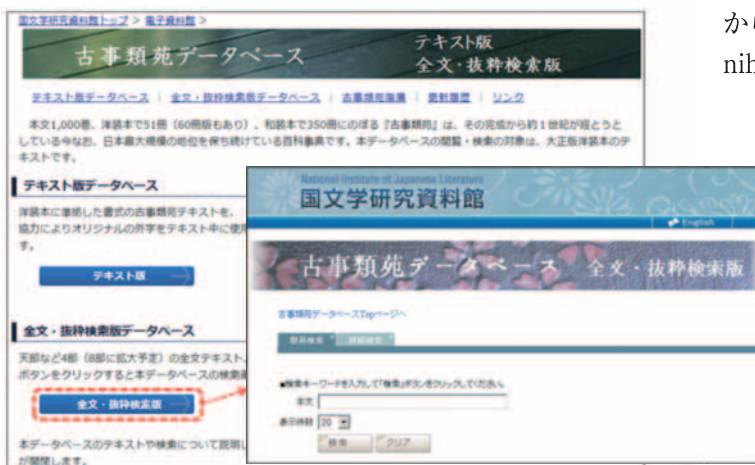 国文学研究資料館トップ > 電子資料館 >
古事類苑データベース
テキスト版
全文・抜粋検索版
テキスト版データベース | 全文・抜粋検索版データベース | 古事類苑階層 | 更新履歴 | リンク
本文1,000巻、洋装本で51冊（60冊版もあり）、和装本で350冊にのぼる『古事類苑』は、その完成から約1世紀が経とうと
している今なお、日本最大規模の地位を保ち続けている百科事典です。本データベースの閲覧・検索の対象は、大正版洋装本のテ
キストです。
テキスト版データベース
洋装本に準拠した書式の古事類苑テキストを、
協力によりオリジナルの外字をテキスト中に使用
す。
テキスト版
全文・抜粋検索版データベース
天部など4部（8部に拡大予定）の全文テキスト、
ボタンをクリックすると本データベースの検索画
全文・抜粋検索版
本データベースのテキストや検索について説明し
が開閉します。
National Institute of Japanese Literature
国文学研究資料館
English
古事類苑データベース 全文・抜粋検索版
古事類苑データベースTopページへ
簡易検索 詳細検索
■検索キーワードを入力して「検索」ボタンをクリックしてください。
本文
表示件数 20
検索 クリア
か
nih